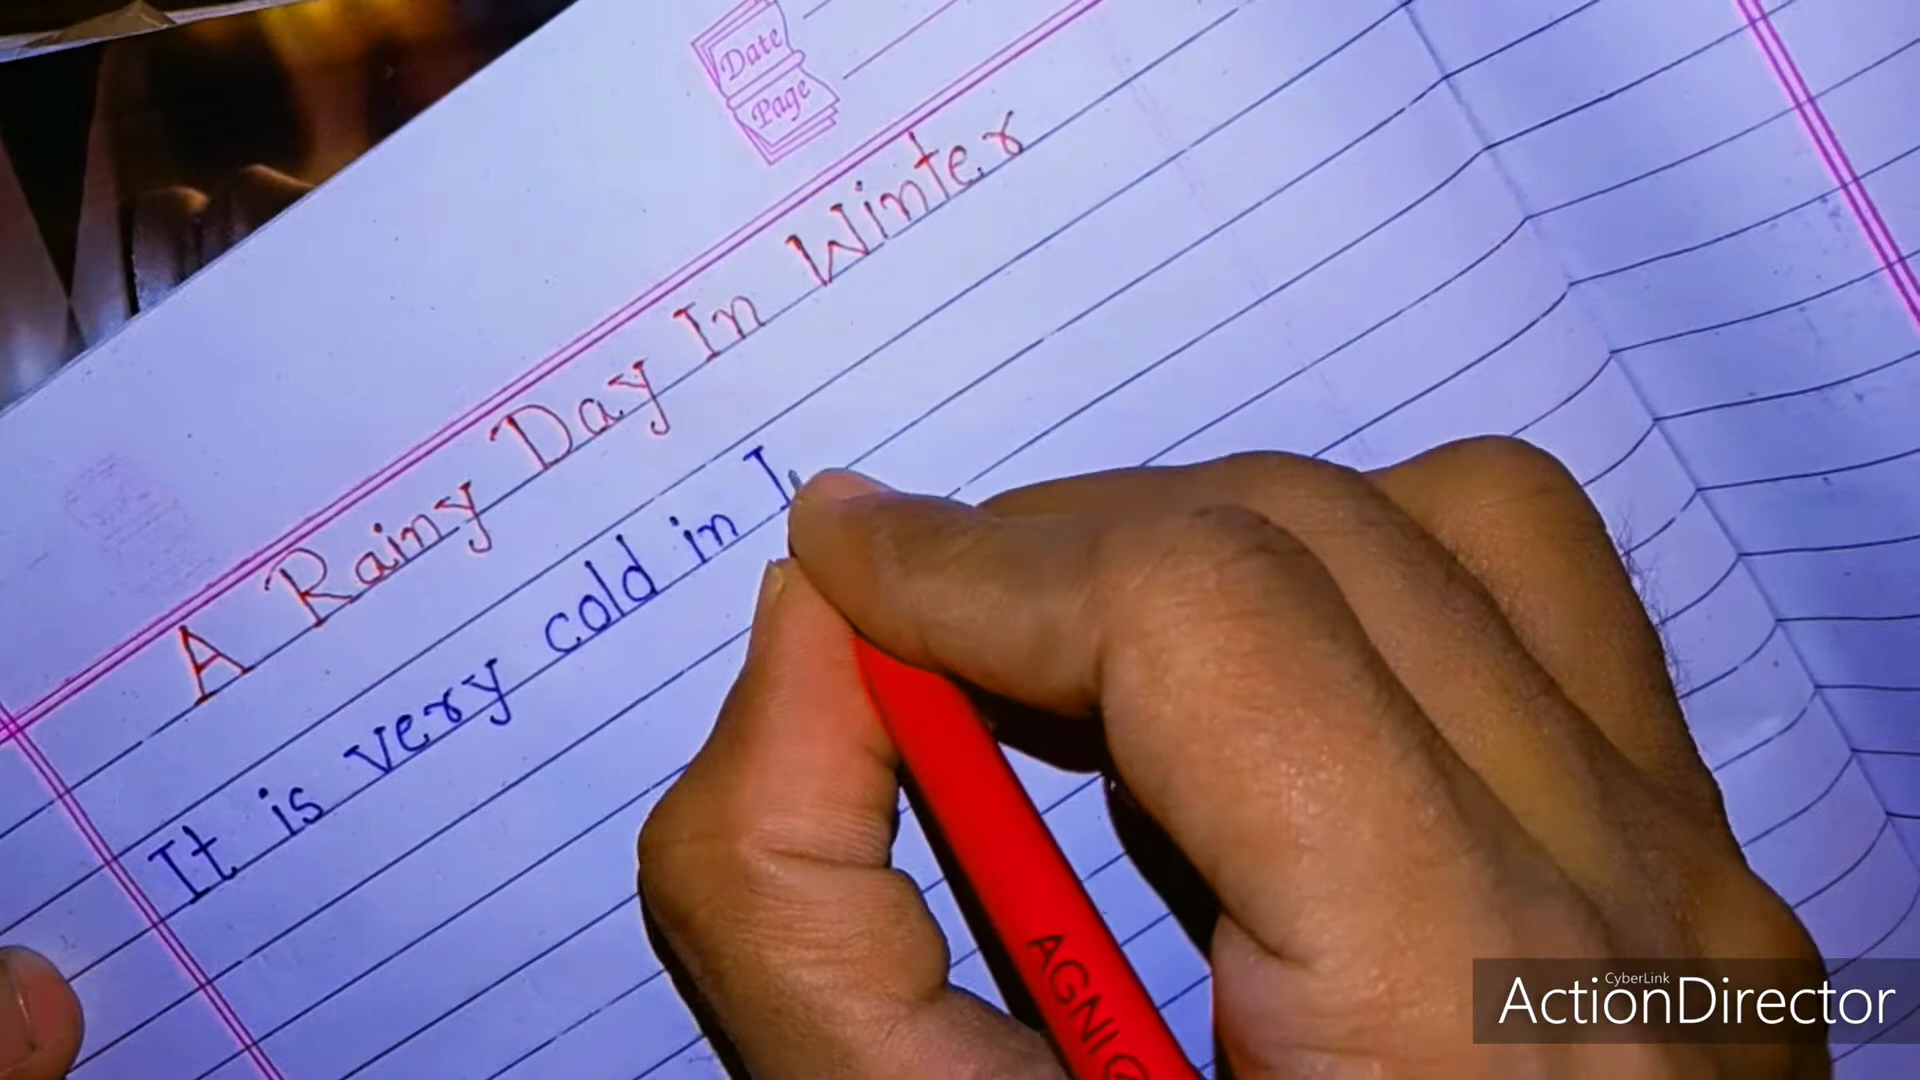 Date
Page
A Rainy Day In Winter
It is very cold in
AGNI
CyberLink
ActionDirector